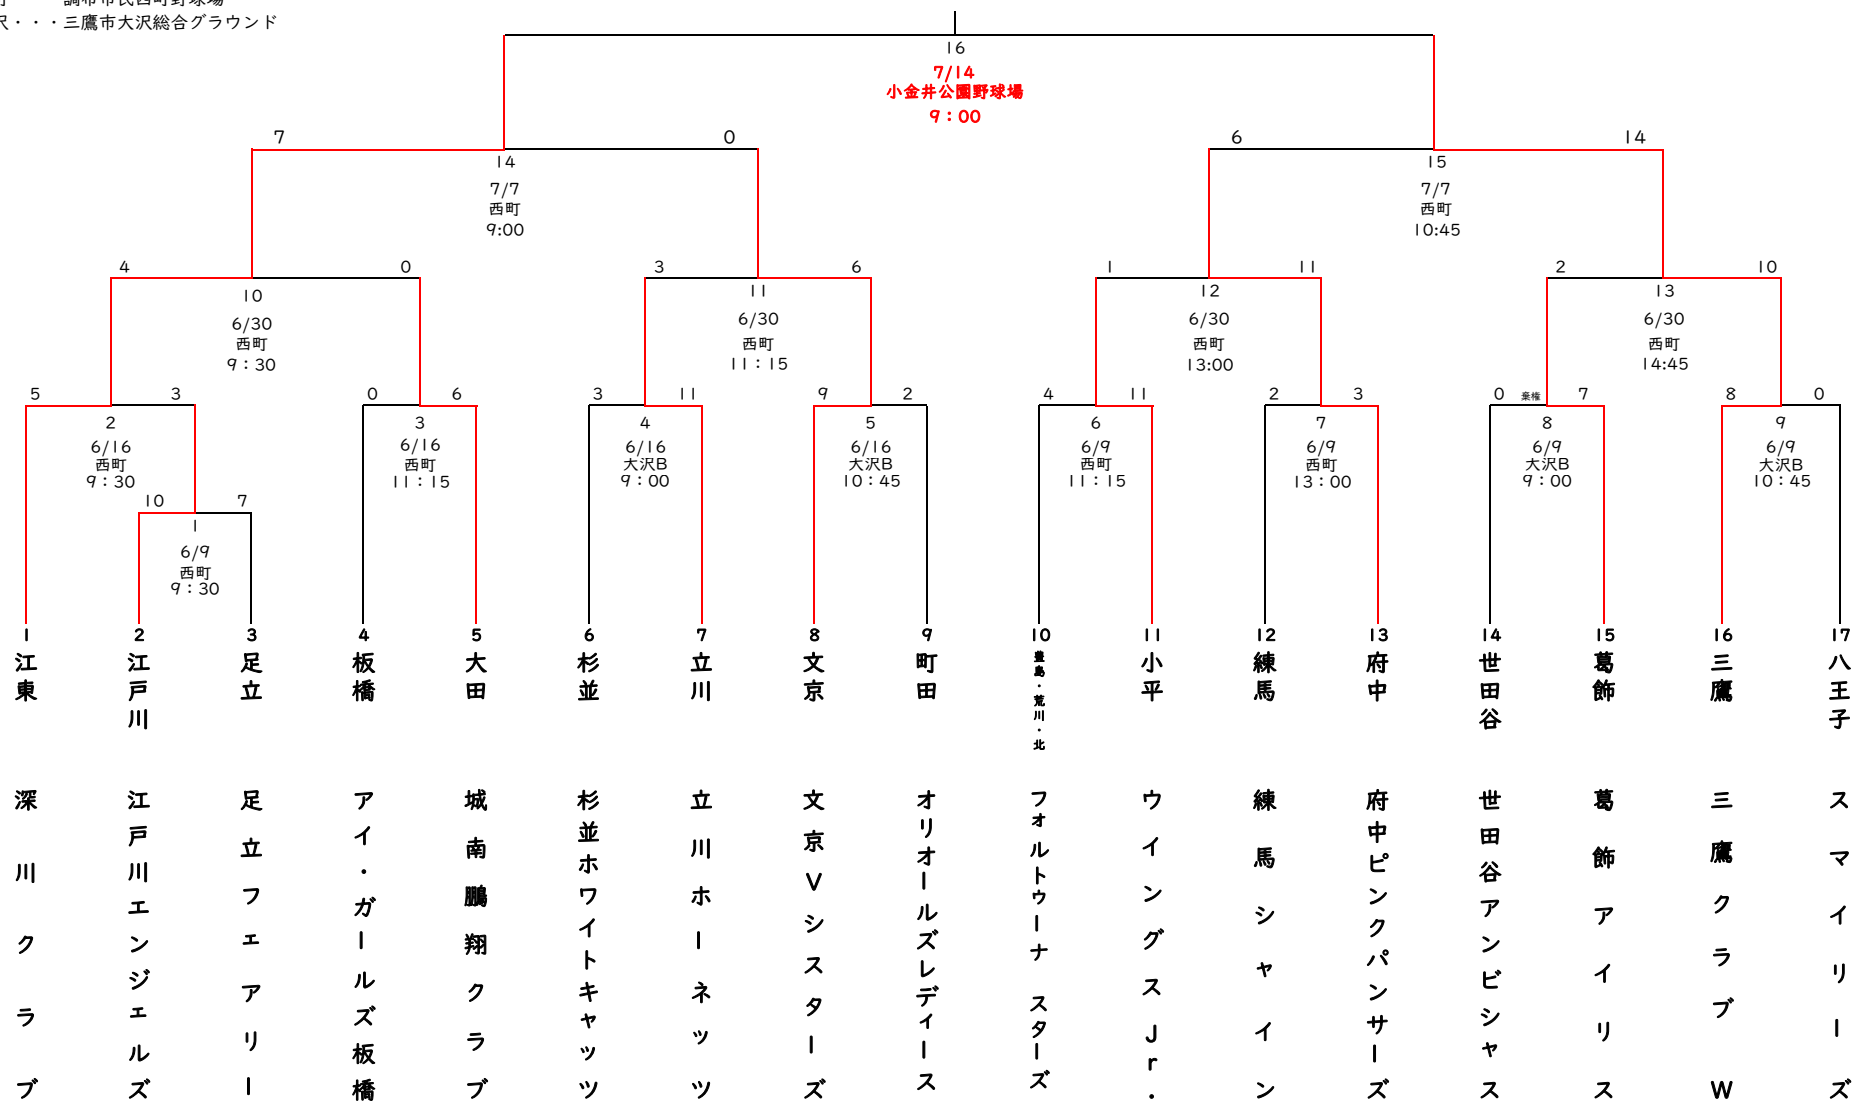 調布市民西町野球場
沢・・・三鷹市大沢総合グラウンド
16
7/14
小金井公園野球場
9：00
7 0 6 14
14 15
7/7 7/7
西町 西町
9:00 10:45
4 0 3 6 1 11 2 10
10 11 12 13
6/30 6/30 6/30 6/30
西町 西町 西町 西町
9：30 11：15 13:00 14:45
5 3 0 6 3 11 9 2 4 11 2 3 0 棄権 7 8 0
2 3 4 5 6 7 8 9
6/16 6/16 6/16 6/16 6/9 6/9 6/9 6/9
西町 西町 大沢B 大沢B 西町 西町 大沢B 大沢B
9：30 11：15 9：00 10：45 11：15 13：00 9：00 10：45
10 7
1
6/9
西町
9：30
1 江東 深川クラブ
2 江戸川 江戸川エンジェルズ
3 足立 足立フェアリー
4 板橋 アイ・ガールズ板橋
5 大田 城南鵬翔クラブ
6 杉並 杉並ホワイトキャッツ
7 立川 立川ホーネッツ
8 文京 文京Vシスターズ
9 町田 オリオールズレディース
10 豊島・荒川・北 フォルトゥーナ スターズ
11 小平 ウイングスJr.
12 練馬 練馬シャイン
13 府中 府中ピンクパンサーズ
14 世田谷 世田谷アンビシャス
15 葛飾 葛飾アイリス
16 三鷹 三鷹クラブW
17 八王子 スマイリーズ